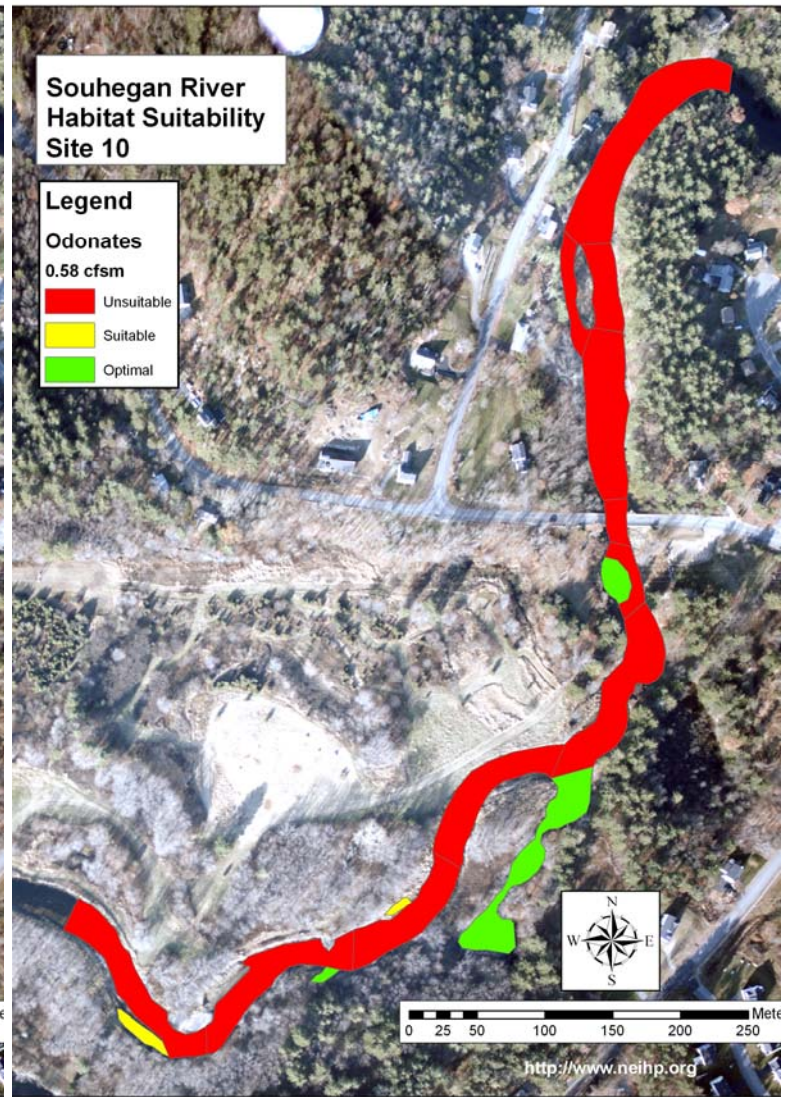 Souhegan River
Habitat Suitability
Site 10
Legend
Odonates
0.58 cfsm
Unsuitable
Suitable
Optimal
N
W E
S
0 25 50 100 150 200 250
http://www.neihp.org